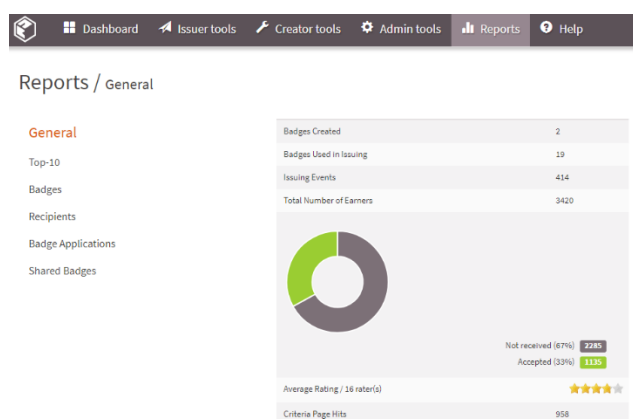 Dashboard Issuer tools Creator tools Admin tools Reports Help
Reports / General
General
Top-10
Badges
Recipients
Badge Applications
Shared Badges
Badges Created 2
Badges Used in Issuing 19
Issuing Events 414
Total Number of Earners 3420
Not received (67%) 2285
Accepted (33%) 1135
Average Rating / 16 rater(s)
Criteria Page Hits 958